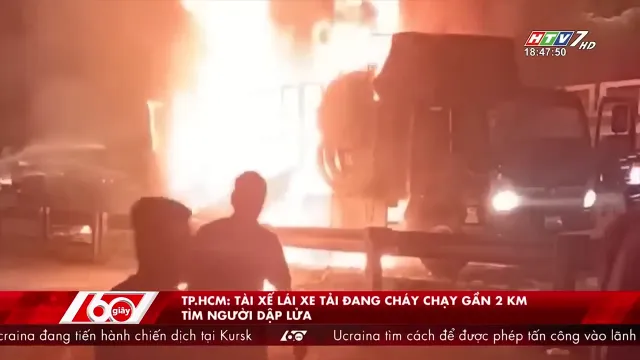 HTV7 HD
18:47:50
60 giây
TP.HCM: TÀI XẾ LÁI XE TẢI ĐANG CHÁY CHẠY GẦN 2 KM
TÌM NGƯỜI DẬP LỬA
craina đang tiến hành chiến dịch tại Kursk 60 Ucraina tìm cách để được phép tấn công vào lãnh